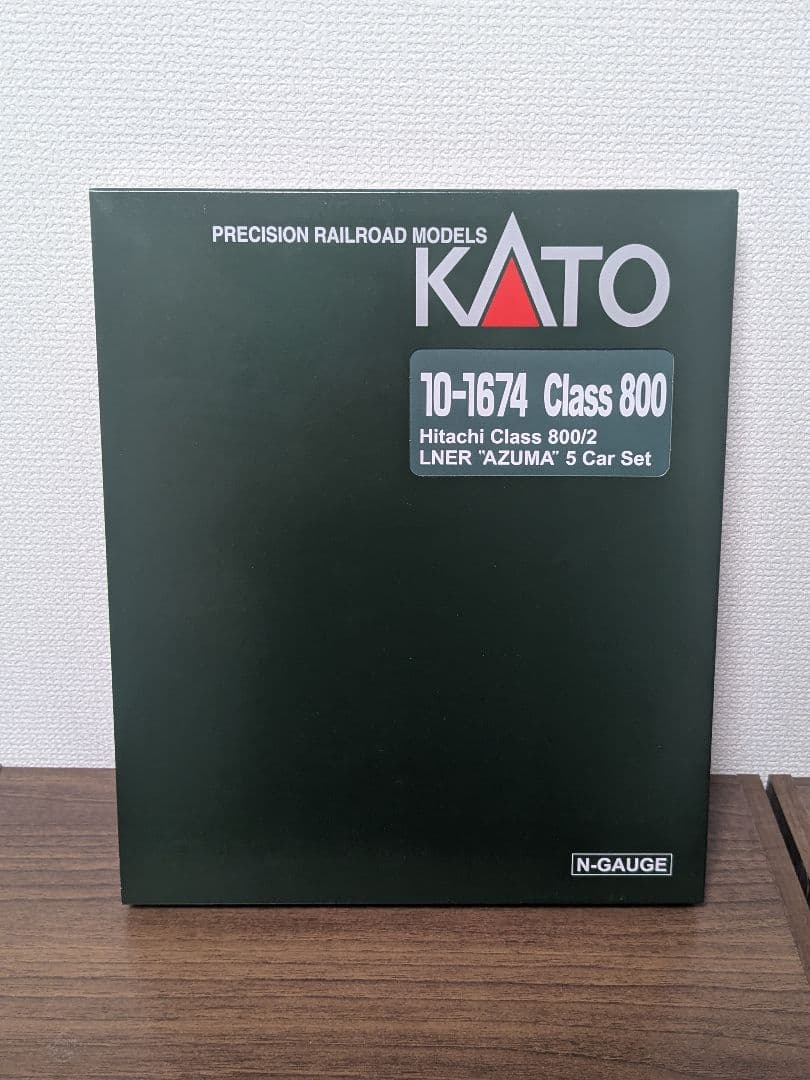 PRECISION RAILROAD MODELS
KATO
10-1674 Class 800
Hitachi Class 800/2
LNER "AZUMA" 5 Car Set
N-GAUGE